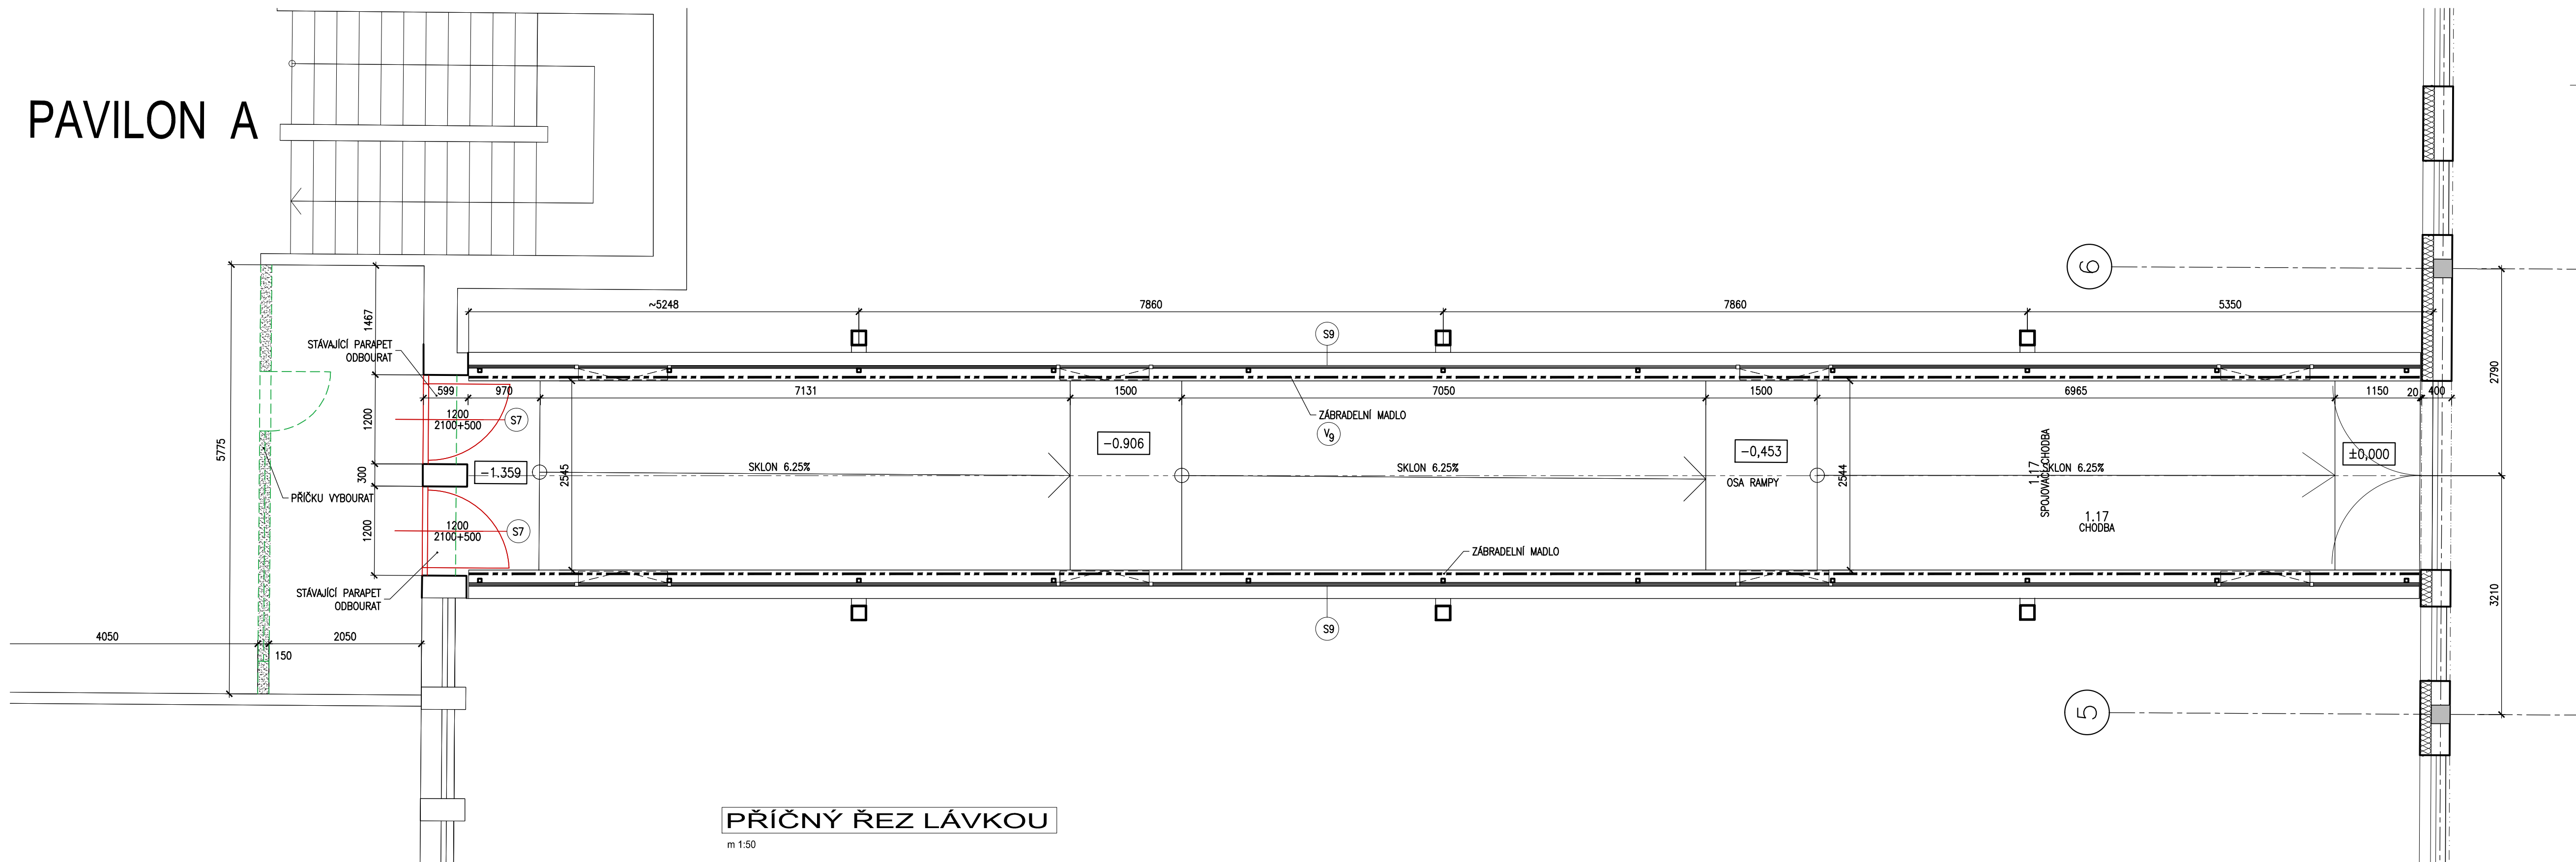 PAVILON A
6
~5248
7860
7860
5350
1467
S9
STÁVAJÍCÍ PARAPET
ODBOURAT
2790
599
970
7131
1500
7050
1500
6965
1150
20
400
1200
1200
2100+500
S7
ZÁBRADELNÍ MADLO
V9
5775
-0.906
-0,453
±0,000
300
-1.359
SKLON 6.25%
2545
SKLON 6.25%
OSA RAMPY
2544
1.17
SPOJOVACÍ CHODBA
SKLON 6.25%
PŘÍČKU VYBOURAT
1200
1200
2100+500
S7
1.17
CHODBA
ZÁBRADELNÍ MADLO
STÁVAJÍCÍ PARAPET
ODBOURAT
3210
S9
4050
2050
150
5
PŘÍČNÝ ŘEZ LÁVKOU
m 1:50